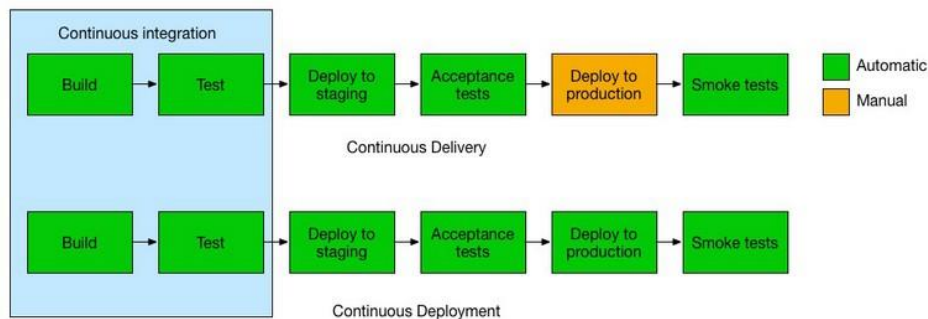 Continuous integration
Build
Test
Deploy to
staging
Acceptance
tests
Deploy to
production
Smoke tests
Automatic
Manual
Continuous Delivery
Build
Test
Deploy to
staging
Acceptance
tests
Deploy to
production
Smoke tests
Continuous Deployment